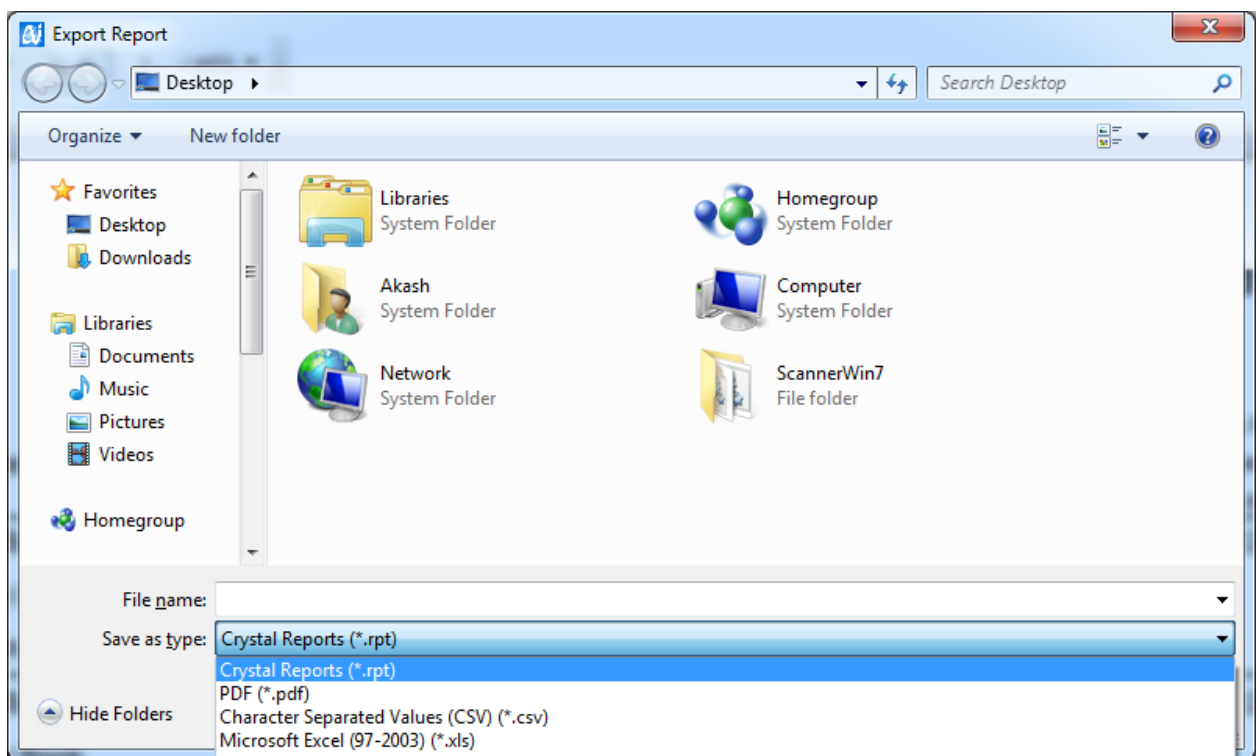 Export Report
Desktop
Search Desktop
Organize
New folder
Favorites
Desktop
Downloads
Libraries
Documents
Music
Pictures
Videos
Homegroup
Libraries
System Folder
Homegroup
System Folder
Akash
System Folder
Computer
System Folder
Network
System Folder
ScannerWin7
File folder
File name:
Save as type: Crystal Reports (*.rpt)
Crystal Reports (*.rpt)
PDF (*.pdf)
Character Separated Values (CSV) (*.csv)
Microsoft Excel (97-2003) (*.xls)
Hide Folders